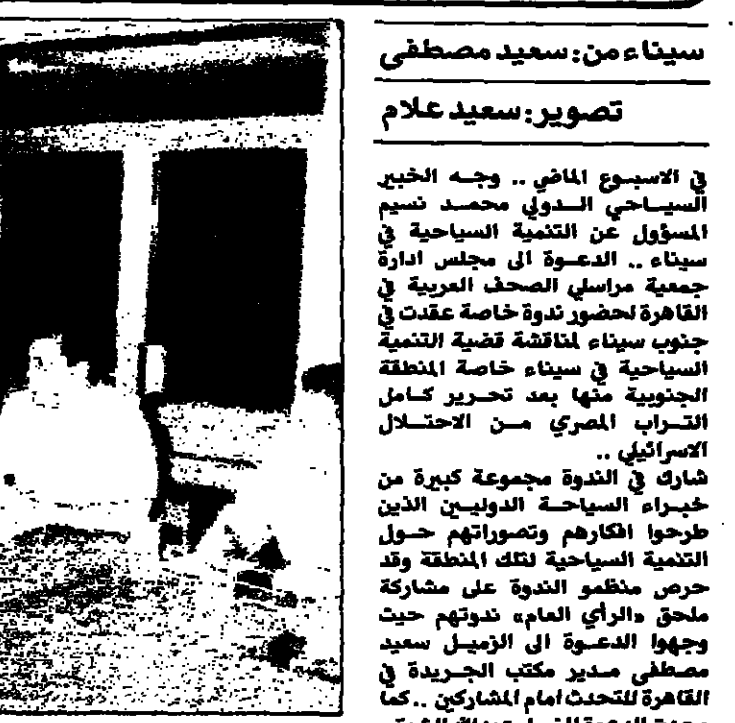 سيناء من: سعيد مصطفى
تصوير: سعيد علام
في الاسبوع الماضي .. وجه الخبير
السياحي الدولي محمد نسيم
المسؤول عن التنمية السياحية في
سيناء .. الدعوة الى مجلس ادارة
جمعية مراسلي الصحف العربية في
القاهرة لحضور ندوة خاصة عقدت في
جنوب سيناء لمناقشة قضية التنمية
السياحية في سيناء خاصة المنطقة
الجنوبية منها بعد تحرير كامل
التراب المصري من الاحتلال
الاسرائيلي ..
شارك في الندوة مجموعة كبيرة من
خبراء السياحة الدوليين الذين
طرحوا افكارهم وتصوراتهم حول
التنمية السياحية لتلك المنطقة وقد
حرص منظمو الندوة على مشاركة
ملحق «الرأي العام» ندوتهم حيث
وجهوا الدعوة الى الزميل سعيد
مصطفى مدير مكتب الجريدة في
القاهرة للتحدث امام المشاركين .. كما